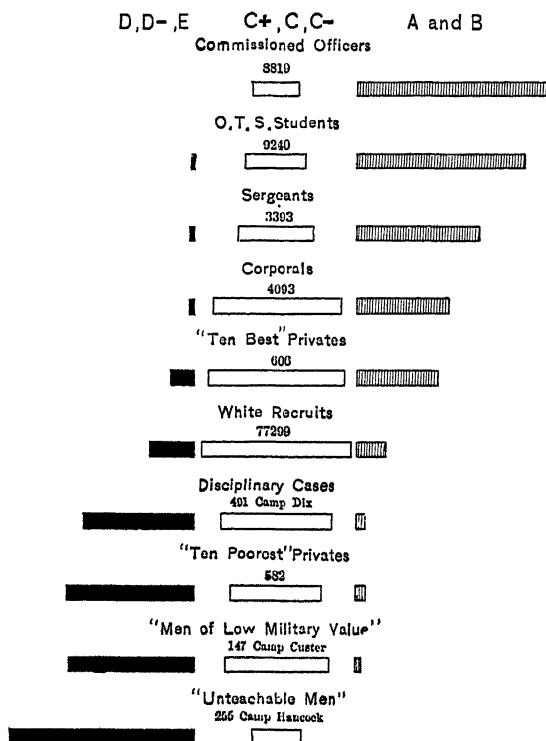 D, D-, E C+, C, C- A and B
Commissioned Officers
8819
O. T. S. Students
9240
Sergeants
3393
Corporals
4093
"Ten Best" Privates
606
White Recruits
77299
Disciplinary Cases
491 Camp Dix
"Ten Poorest" Privates
582
"Men of Low Military Value"
147 Camp Custer
"Unteachable Men"
255 Camp Hancock